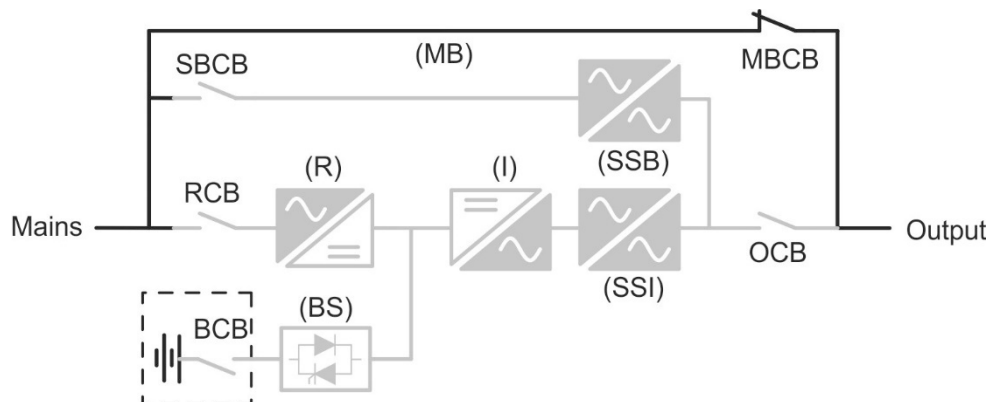 (MB)
MBCB
SBCB
(SSB)
(R)
(I)
RCB
Mains
Output
OCB
(SSI)
(BS)
BCB